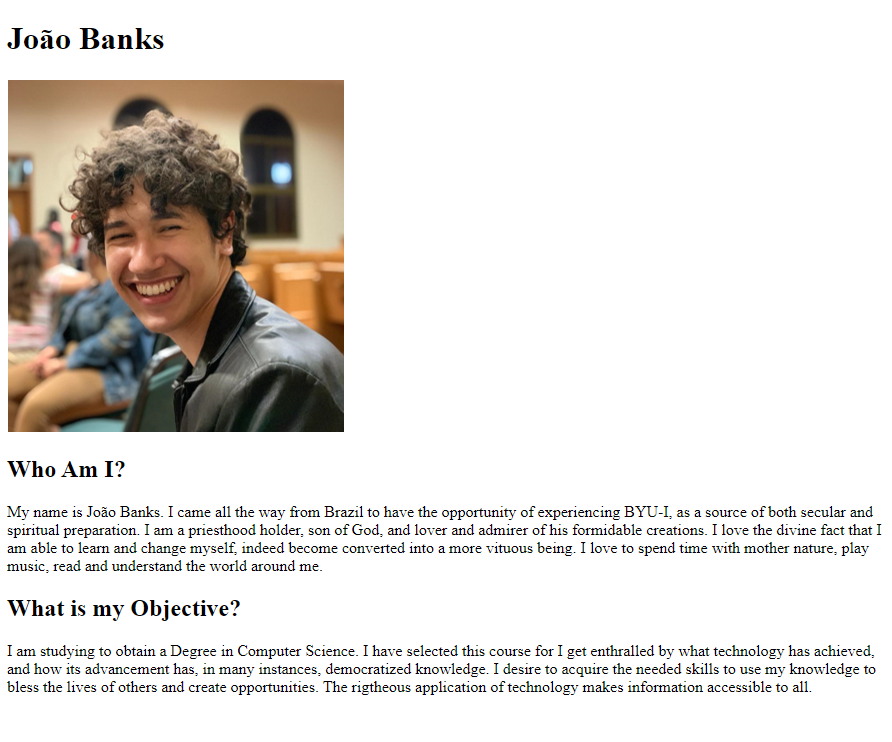 João Banks
Who Am I?
My name is João Banks. I came all the way from Brazil to have the opportunity of experiencing BYU-I, as a source of both secular and
spiritual preparation. I am a priesthood holder, son of God, and lover and admirer of his formidable creations. I love the divine fact that I
am able to learn and change myself, indeed become converted into a more vituous being. I love to spend time with mother nature, play
music, read and understand the world around me.
What is my Objective?
I am studying to obtain a Degree in Computer Science. I have selected this course for I get enthralled by what technology has achieved,
and how its advancement has, in many instances, democratized knowledge. I desire to acquire the needed skills to use my knowledge to
bless the lives of others and create opportunities. The rigtheous application of technology makes information accessible to all.